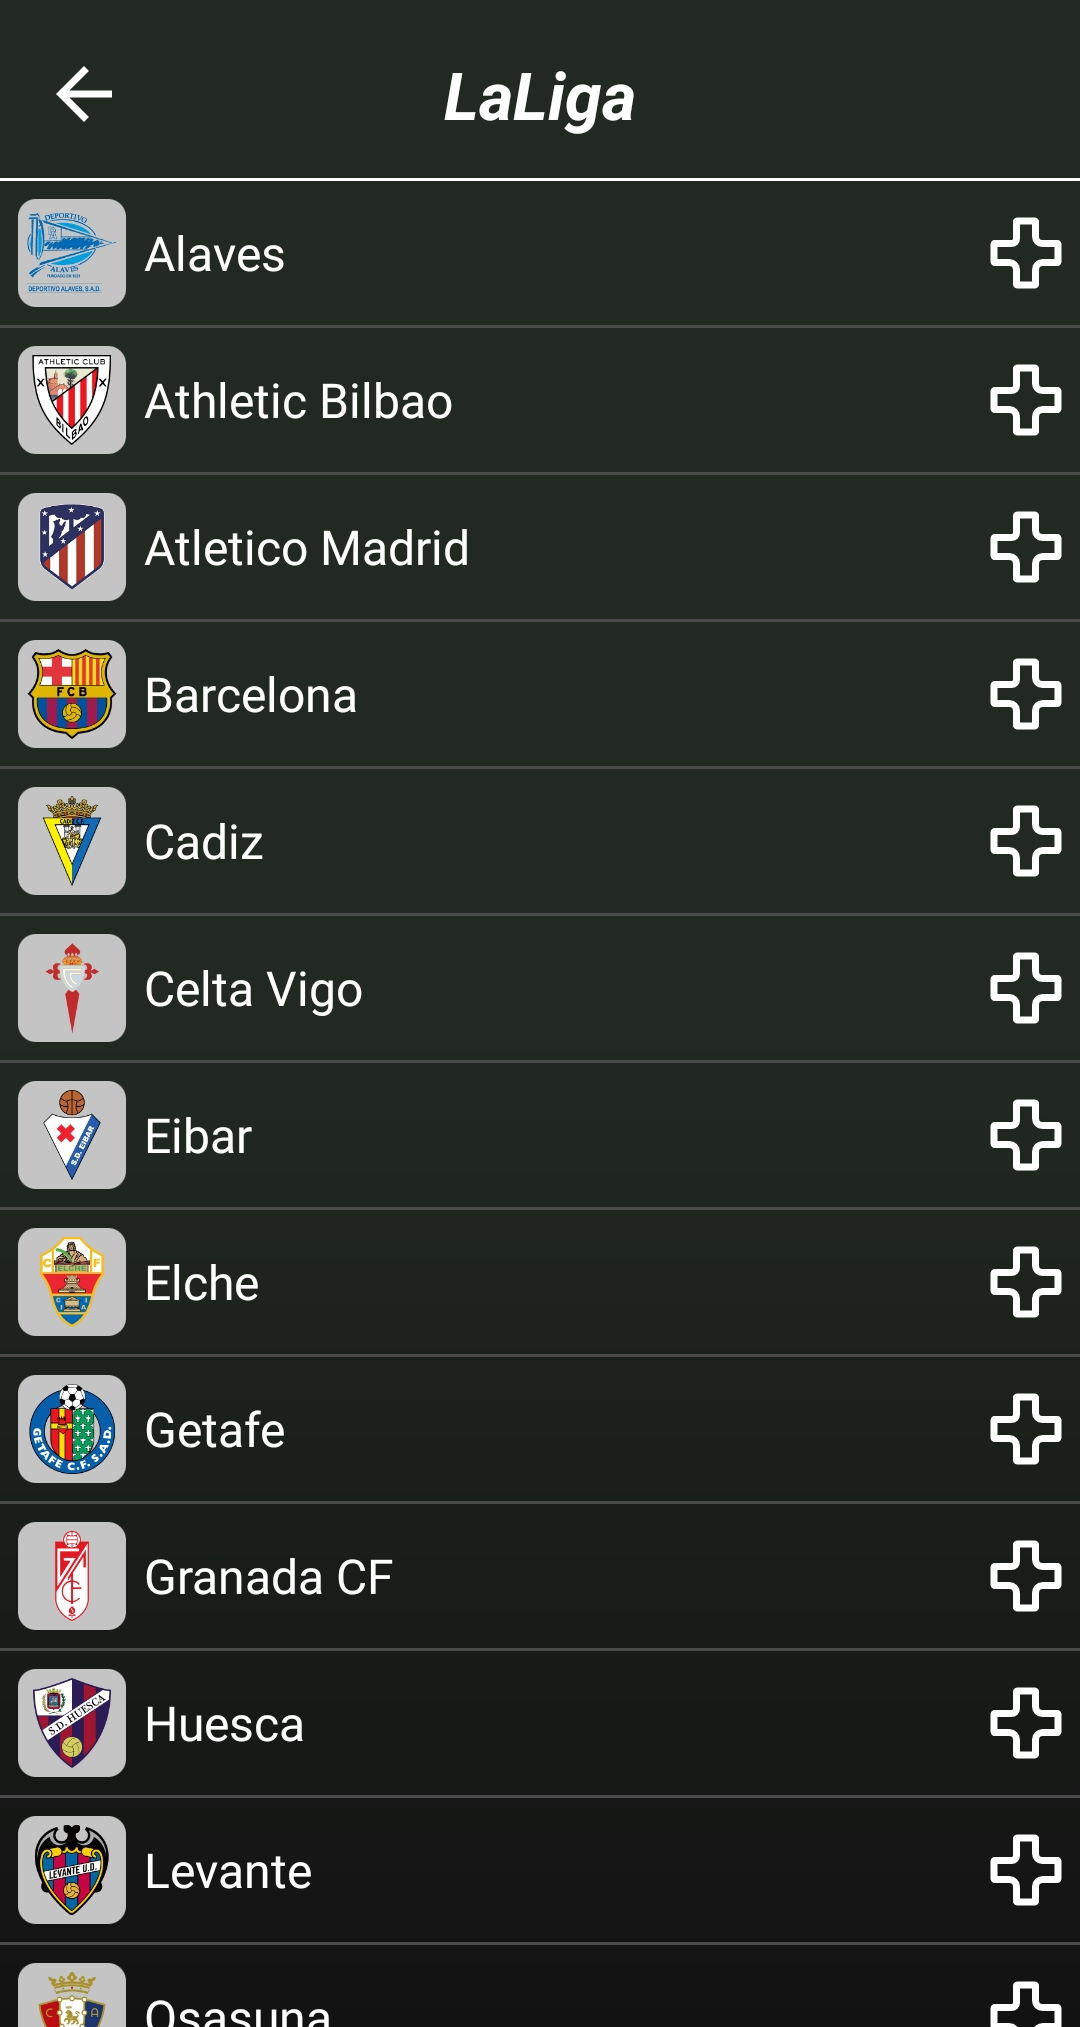 LaLiga
DEPORTIVO
ALAVES
DEPORTIVO ALAVES, S.A.D.
Alaves
ATHLETIC CLUB
BILBAO
Athletic Bilbao
Atletico Madrid
FCB
Barcelona
Cadiz
Celta Vigo
S.D. EIBAR
Eibar
ELCHE
Elche
GETAFE C.F. S.A.D.
Getafe
Granada CF
S.D. HUESCA
Huesca
LEVANTE U.D.
Levante
C A
Osasuna